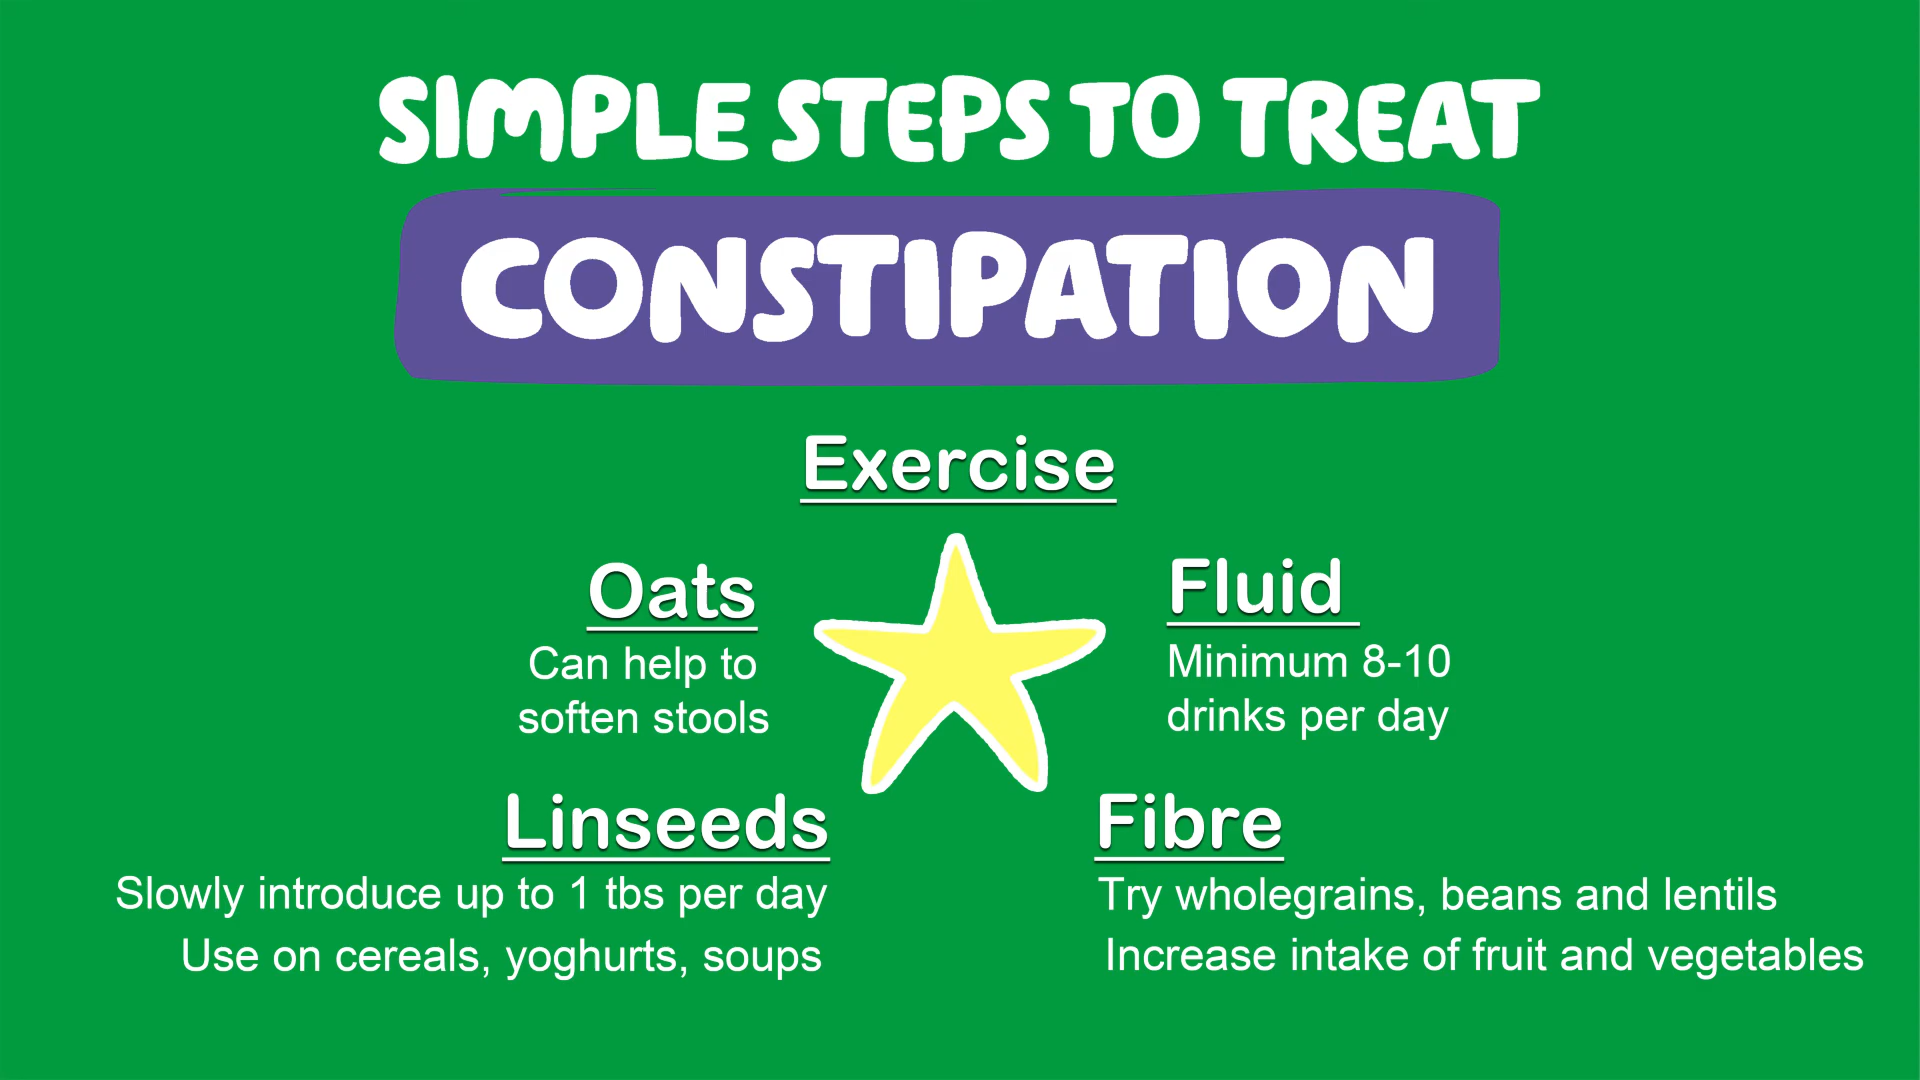 SIMPLE STEPS TO TREAT
CONSTIPATION
Exercise
Oats
Can help to
soften stools
Fluid
Minimum 8-10
drinks per day
Linseeds
Slowly introduce up to 1 tbs per day
Use on cereals, yoghurts, soups
Fibre
Try wholegrains, beans and lentils
Increase intake of fruit and vegetables